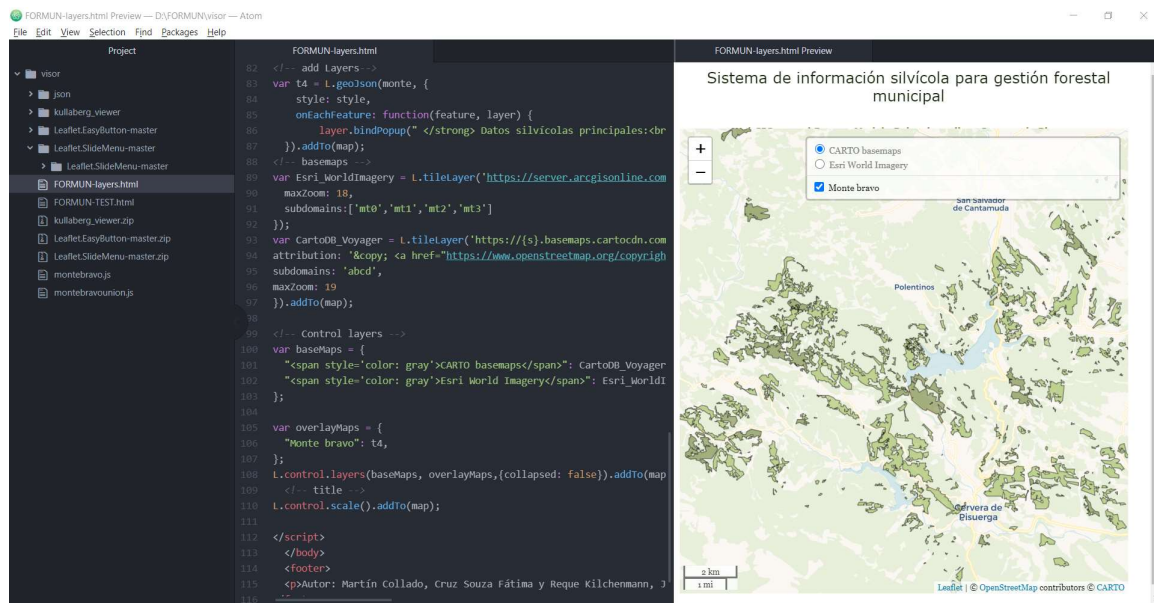 FORMUN-layers.html Preview — D:\FORMUN\visor — Atom
File Edit View Selection Find Packages Help
Project
visor
json
kullaberg_viewer
Leaflet.EasyButton-master
Leaflet.SlideMenu-master
Leaflet.SlideMenu-master
FORMUN-layers.html
FORMUN-TEST.html
kullaberg_viewer.zip
Leaflet.EasyButton-master.zip
Leaflet.SlideMenu-master.zip
montebravo.js
montebravounion.js
FORMUN-layers.html
82 <!-- add Layers-->
83 var t4 = L.geoJson(monte, {
84 style: style,
85 onEachFeature: function(feature, layer) {
86 layer.bindPopup(" </strong> Datos silvícolas principales:<br
87 }).addTo(map);
88 <!-- basemaps -->
89 var Esri_WorldImagery = L.tileLayer('https://server.arcgisonline.com
90 maxZoom: 18,
91 subdomains:['mt0','mt1','mt2','mt3']
92 });
93 var CartoDB_Voyager = L.tileLayer('https://{s}.basemaps.cartocdn.com
94 attribution: '&copy; <a href="https://www.openstreetmap.org/copyrigh
95 subdomains: 'abcd',
96 maxZoom: 19
97 }).addTo(map);
98
99 <!-- Control layers -->
100 var baseMaps = {
101 "<span style='color: gray'>CARTO basemaps</span>": CartoDB_Voyager
102 "<span style='color: gray'>Esri World Imagery</span>": Esri_WorldI
103 };
104
105 var overlayMaps = {
106 "Monte bravo": t4,
107 };
108 L.control.layers(baseMaps, overlayMaps,{collapsed: false}).addTo(map
109 <!-- title -->
110 L.control.scale().addTo(map);
111
112 </script>
113 </body>
114 <footer>
115 <p>Autor: Martín Collado, Cruz Souza Fátima y Reque Kilchenmann, J
116
FORMUN-layers.html Preview
Sistema de información silvícola para gestión forestal
municipal
+
−
CARTO basemaps
Esri World Imagery
Monte bravo
San Salvador
de Cantamuda
Polentinos
Cervera de
Pisuerga
2 km
1 mi
Leaflet | © OpenStreetMap contributors © CARTO